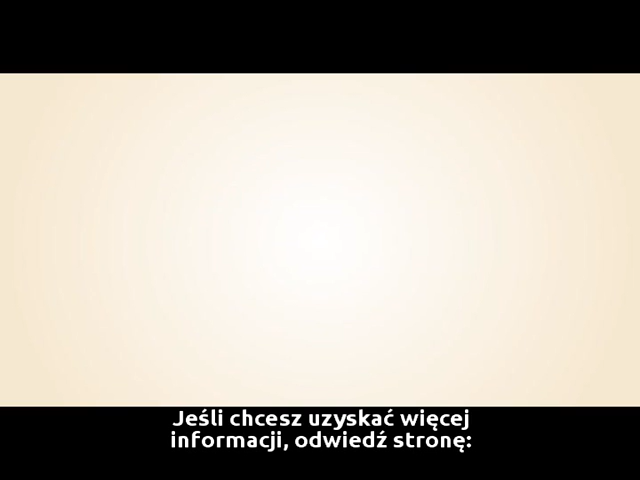 Jeśli chcesz uzyskać więcej
informacji, odwiedź stronę: